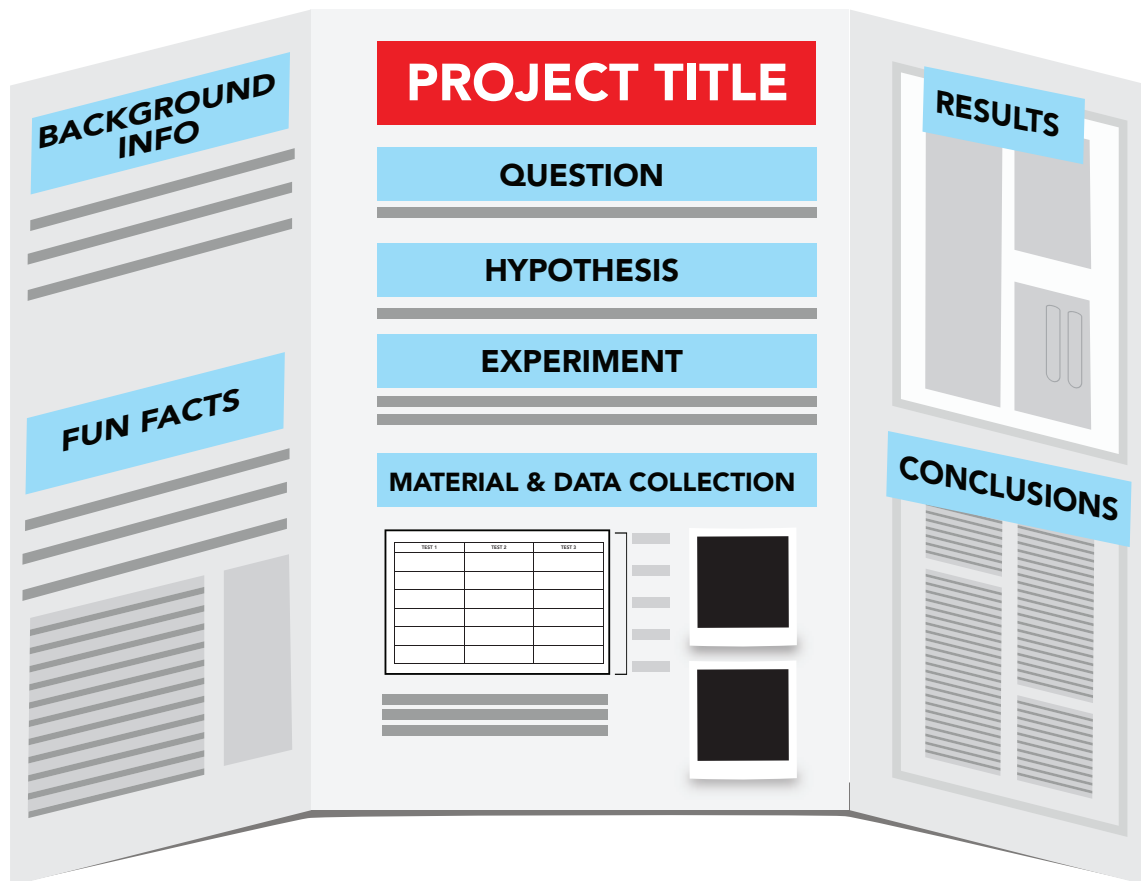 BACKGROUND
INFO
FUN FACTS
PROJECT TITLE
QUESTION
HYPOTHESIS
EXPERIMENT
MATERIAL & DATA COLLECTION
TEST 1 TEST 2 TEST 3
RESULTS
CONCLUSIONS